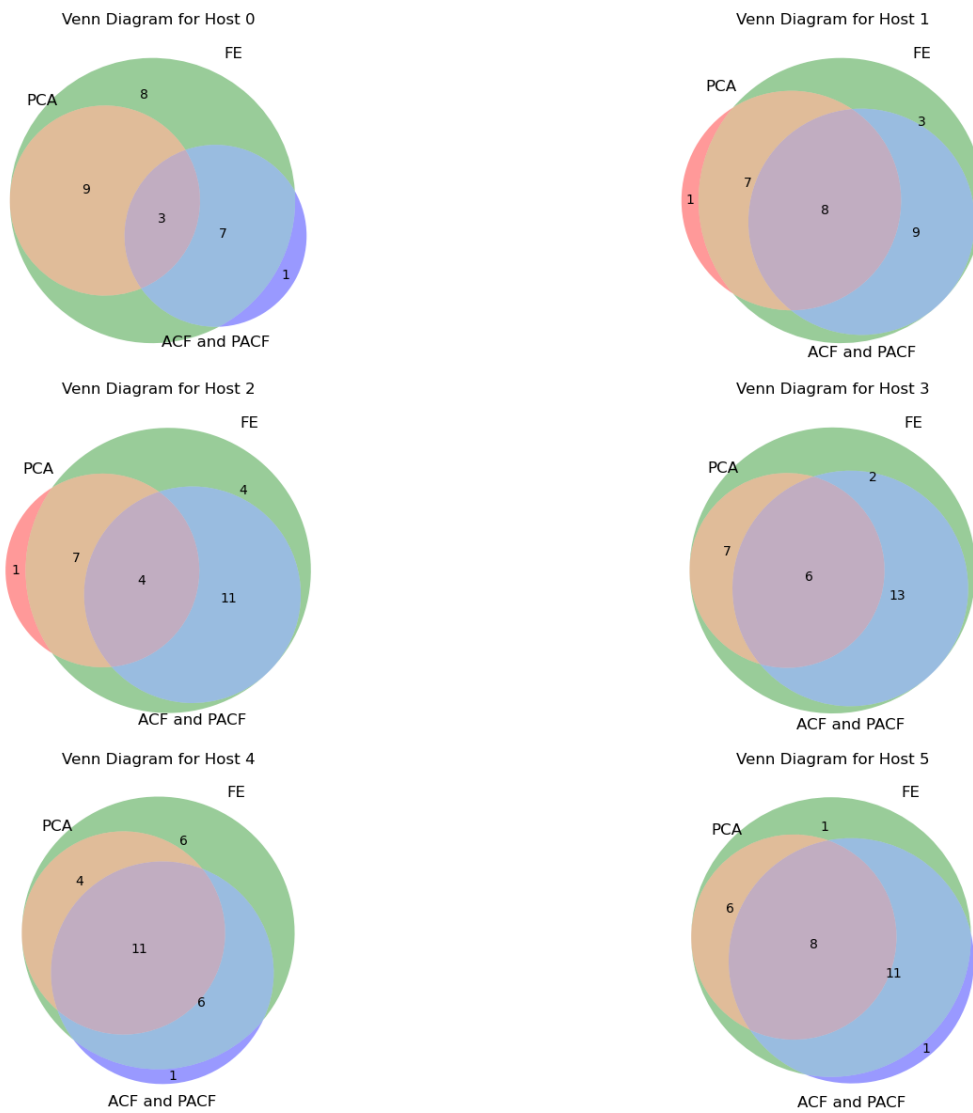 Venn Diagram for Host 0
FE
PCA
8
9
3
7
1
ACF and PACF
Venn Diagram for Host 1
FE
PCA
3
7
1
8
9
ACF and PACF
Venn Diagram for Host 2
FE
PCA
4
7
1
4
11
ACF and PACF
Venn Diagram for Host 3
FE
PCA
2
7
6
13
ACF and PACF
Venn Diagram for Host 4
FE
PCA
6
4
11
6
1
ACF and PACF
Venn Diagram for Host 5
FE
PCA
1
6
8
11
1
ACF and PACF